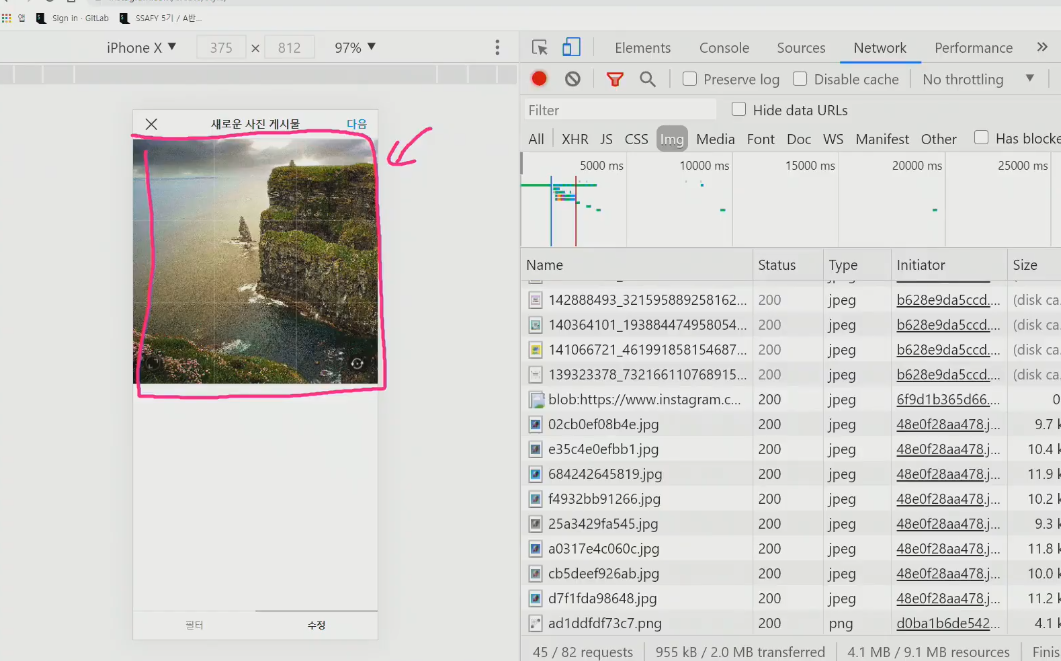 앱 Sign in · GitLab SSAFY 5기 / A반...
iPhone X ▼ 375 × 812 97% ▼
Elements Console Sources Network Performance »
Preserve log Disable cache No throttling ▼
Filter Hide data URLs
All XHR JS CSS Img Media Font Doc WS Manifest Other Has blocke
5000 ms 10000 ms 15000 ms 20000 ms 25000 ms
새로운 사진 게시물 다음
Name Status Type Initiator Size
142888493_321595889258162... 200 jpeg b628e9da5ccd.... (disk ca.
140364101_193884474958054... 200 jpeg b628e9da5ccd.... (disk ca.
141066721_461991858154687... 200 jpeg b628e9da5ccd.... (disk ca.
139323378_732166110768915... 200 jpeg b628e9da5ccd.... (disk ca.
blob:https://www.instagram.c... 200 jpeg 6f9d1b365d66.... 0
02cb0ef08b4e.jpg 200 jpeg 48e0f28aa478.j... 9.7 k
e35c4e0efbb1.jpg 200 jpeg 48e0f28aa478.j... 10.4 k
684242645819.jpg 200 jpeg 48e0f28aa478.j... 11.9 k
f4932bb91266.jpg 200 jpeg 48e0f28aa478.j... 10.2 k
25a3429fa545.jpg 200 jpeg 48e0f28aa478.j... 9.3 k
a0317e4c060c.jpg 200 jpeg 48e0f28aa478.j... 11.8 k
cb5deef926ab.jpg 200 jpeg 48e0f28aa478.j... 10.0 k
d7f1fda98648.jpg 200 jpeg 48e0f28aa478.j... 11.2 k
ad1ddfdf73c7.png 200 png d0ba1b6de542... 4.1 k
필터 수정
45 / 82 requests 955 kB / 2.0 MB transferred 4.1 MB / 9.1 MB resources Finis